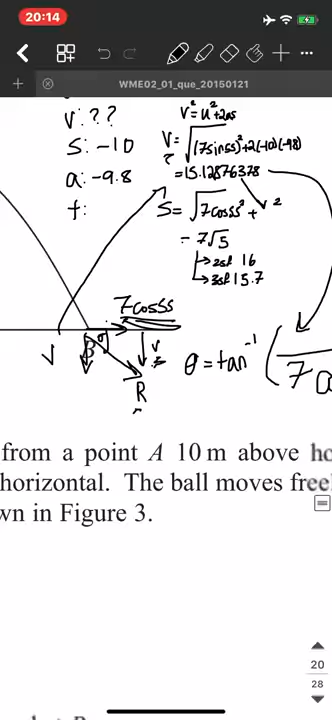 20:14
WME02_01_que_20150121
V: ??
S: -10
a: -9.8
t:
V² = u² + 2as
V = √(7sin55)² + 2(-10)(-9.8)
= 15.12876378
S = √7cos55² + V²
= 7√5
→ 2sf 16
→ 3sf 15.7
7cos55
V
V
R
θ = tan⁻¹ (
7
from a point A 10 m above ho
horizontal. The ball moves free
wn in Figure 3.
20
28